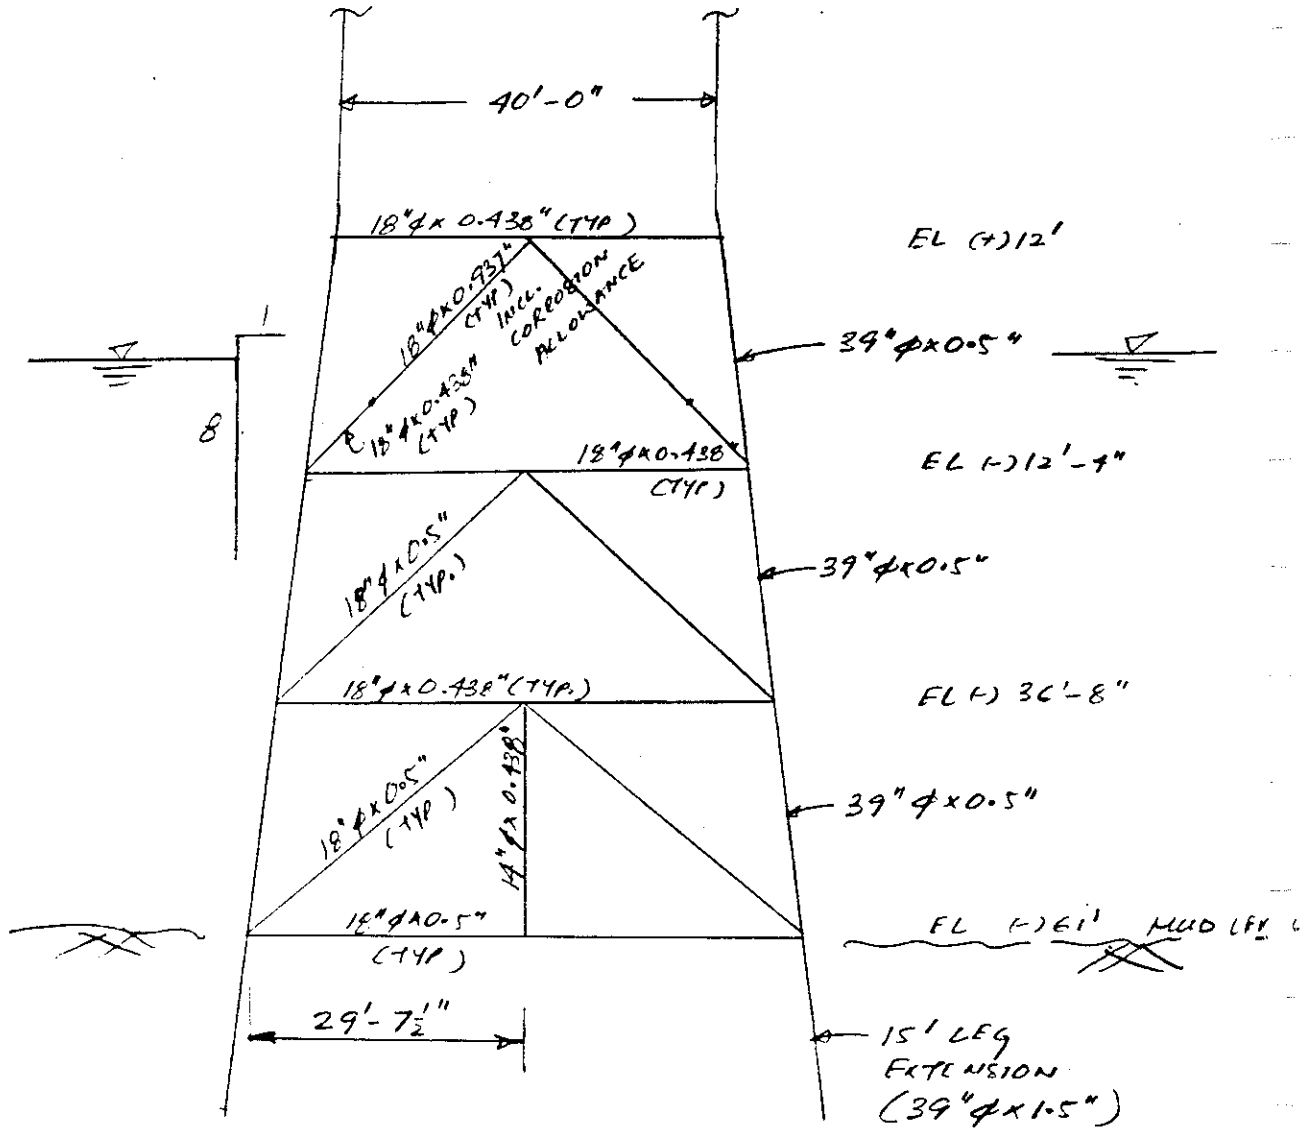 40'-0"
18"φ x 0.438" (TYP)
EL (+) 12'
18"φ x 0.937"
(TYP)
INCL.
CORROSION
ALLOWANCE
1
8
39"φ x 0.5"
18"φ x 0.438"
(TYP)
18"φ x 0.438"
(TYP)
EL (-) 12'-4"
18"φ x 0.5"
(TYP.)
39"φ x 0.5"
18"φ x 0.438" (TYP.)
EL (-) 36'-8"
18"φ x 0.5"
(TYP)
14"φ x 0.438"
39"φ x 0.5"
18"φ x 0.5"
(TYP)
EL (-) 61' MUD
29'-7½"
15' LEG
EXTENSION
(39"φ x 1.5")